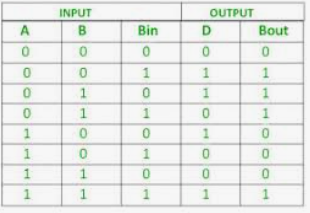 INPUT OUTPUT
A B Bin D Bout
0 0 0 0 0
0 0 1 1 1
0 1 0 1 1
0 1 1 0 1
1 0 0 1 0
1 0 1 0 0
1 1 0 0 0
1 1 1 1 1